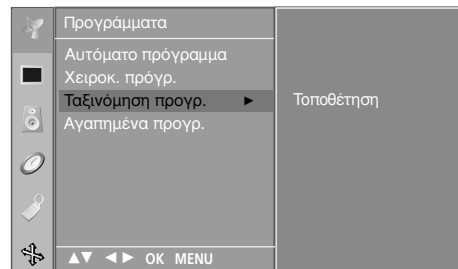 Προγράμματα
Αυτόματο πρόγραμμα
Χειροκ. πρόγρ.
Ταξινόμηση προγρ. ►
Τοποθέτηση
Αγαπημένα προγρ.
▲▼ ◄► OK MENU